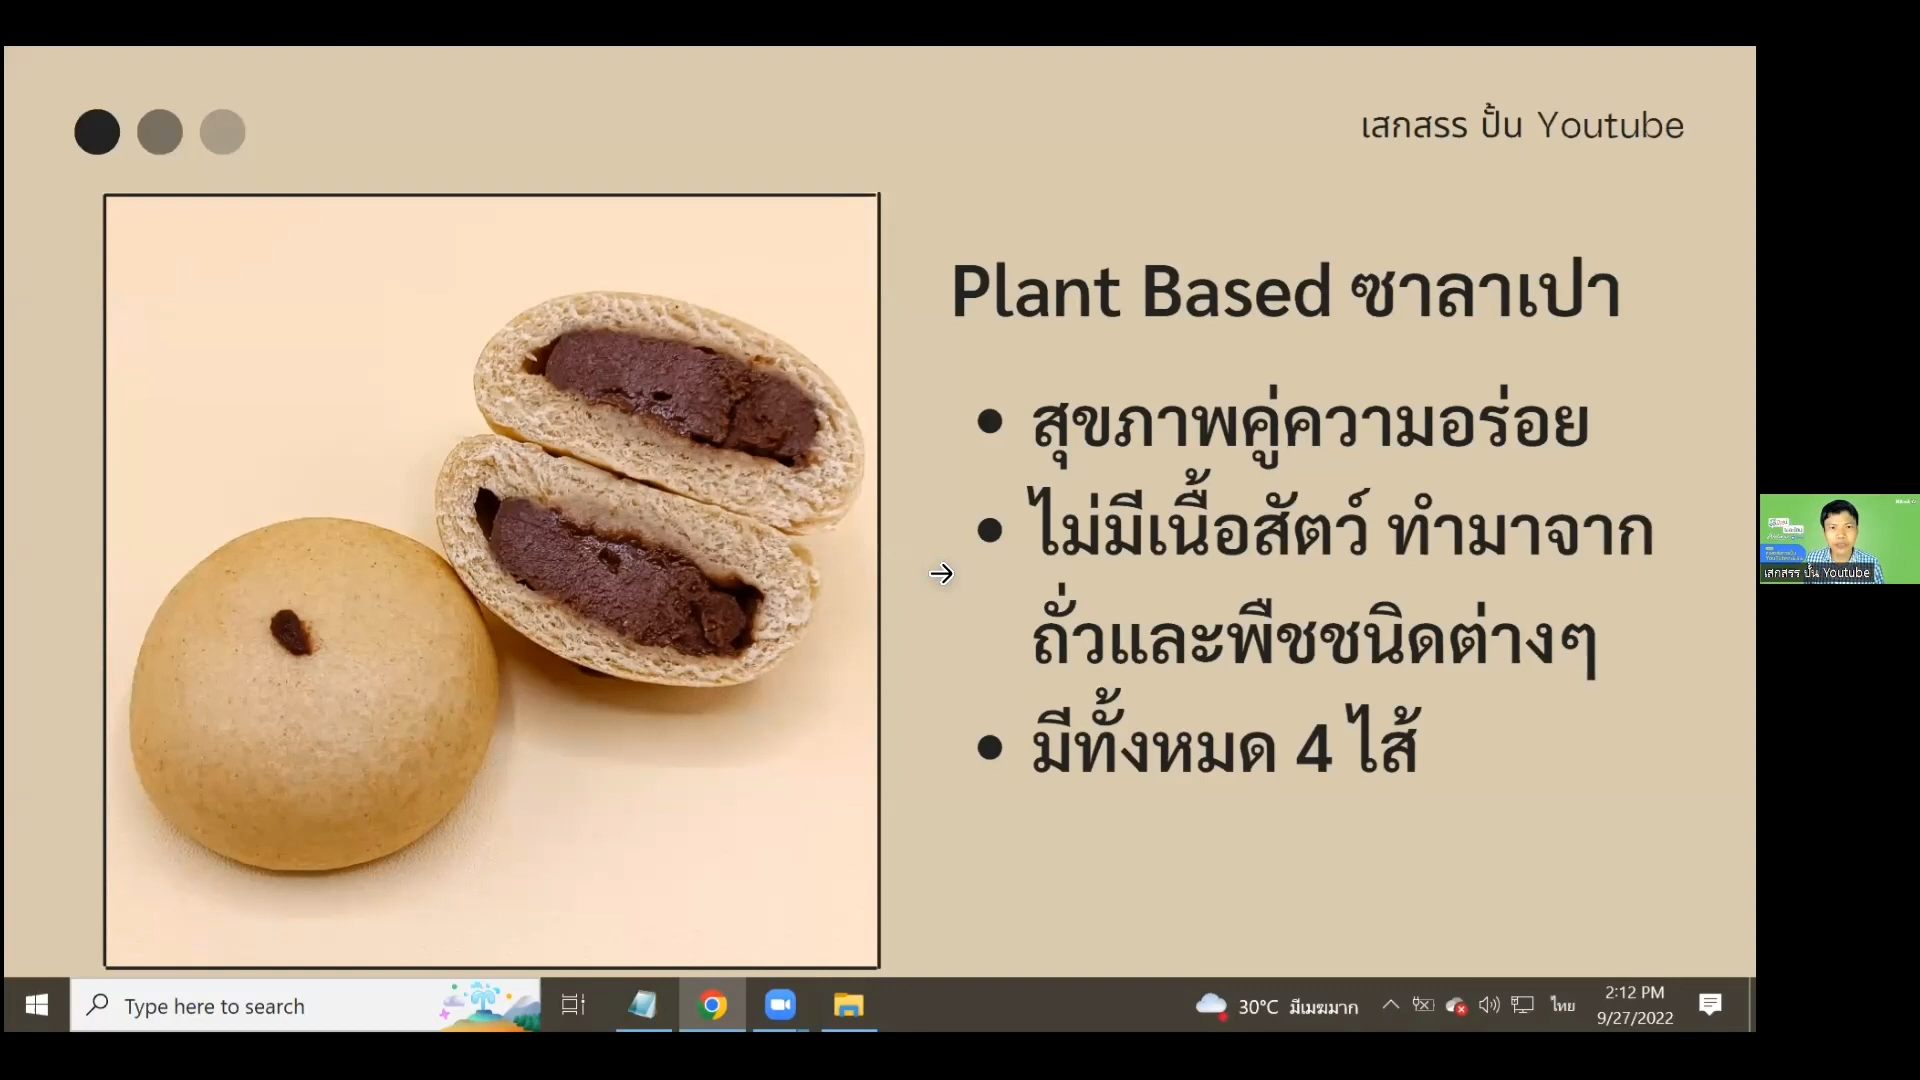 เสกสรร ปั้น Youtube
Plant Based ซาลาเปา
• สุขภาพคู่ความอร่อย
• ไม่มีเนื้อสัตว์ ทำมาจาก
ถั่วและพืชชนิดต่างๆ
• มีทั้งหมด 4 ไส้
เสกสรร ปั้น Youtube
Type here to search
30°C มีเมฆมาก
ไทย
2:12 PM
9/27/2022